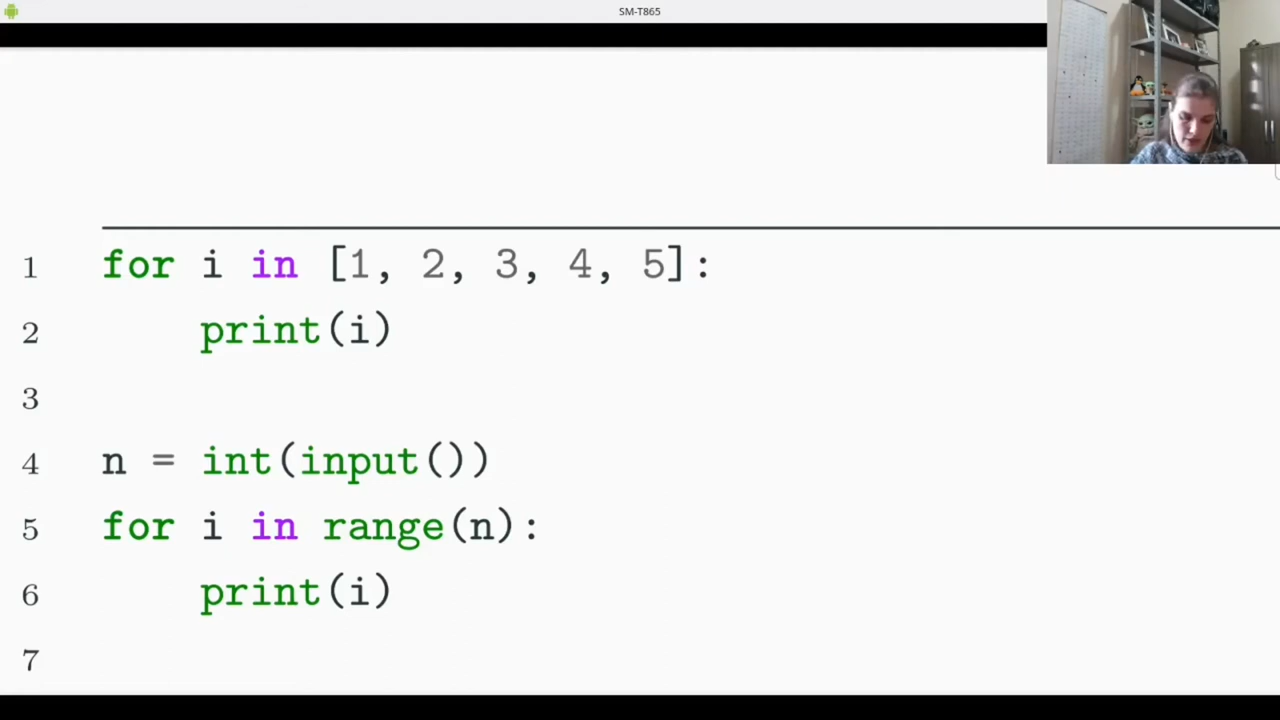 SM-T865
1 for i in [1, 2, 3, 4, 5]:
2     print(i)
3
4 n = int(input())
5 for i in range(n):
6     print(i)
7